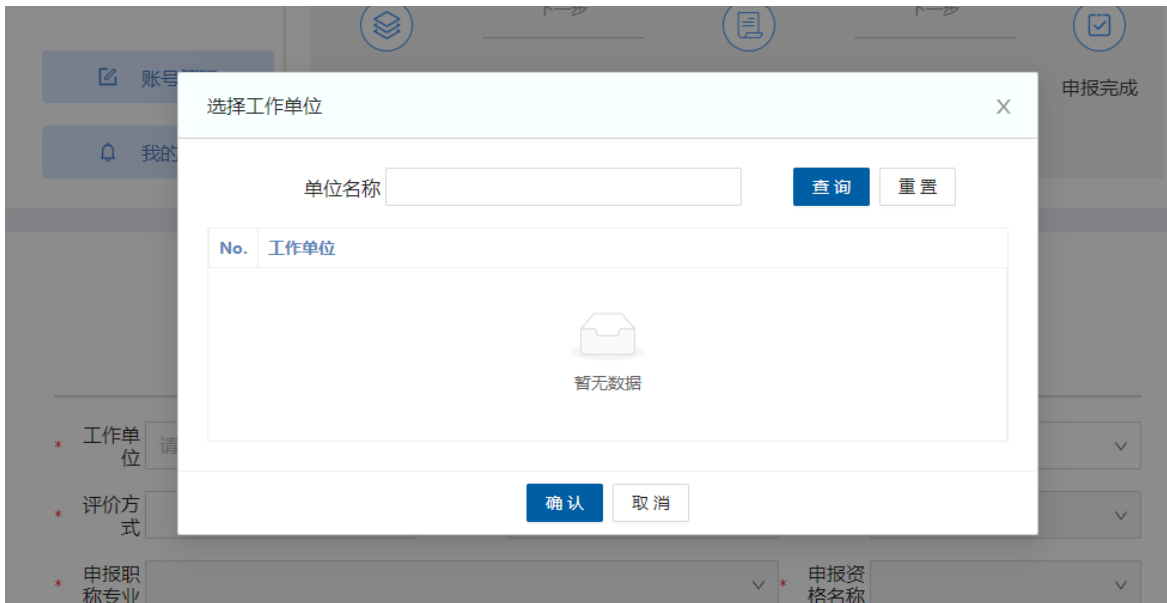 下一步
下一步
账号管理
申报完成
选择工作单位
我的
单位名称
查 询
重 置
No. 工作单位
暂无数据
* 工作单位 请
* 评价方式
确 认
取 消
* 申报职称专业
* 申报资格名称